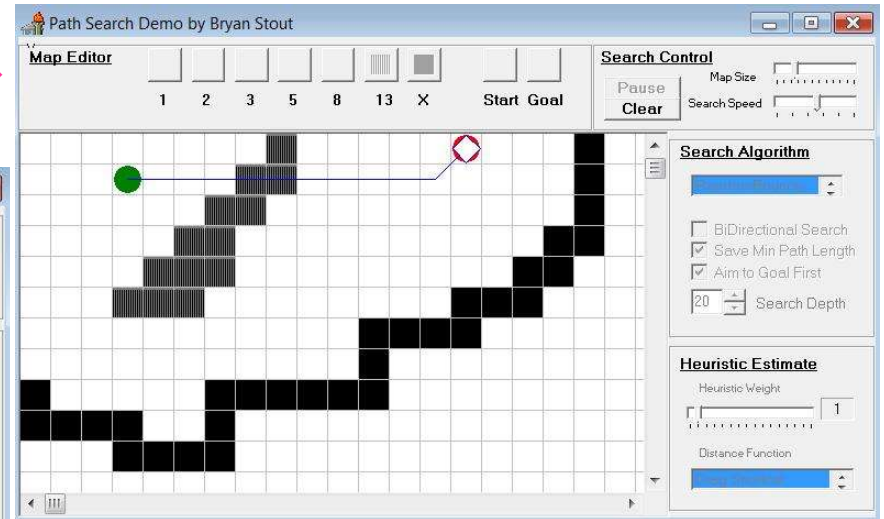 Path Search Demo by Bryan Stout
Map Editor
1 2 3 5 8 13 X Start Goal
Search Control
Pause
Clear
Map Size
Search Speed
Search Algorithm
BiDirectional Search
Save Min Path Length
Aim to Goal First
20 Search Depth
Heuristic Estimate
Heuristic Weight
1
Distance Function